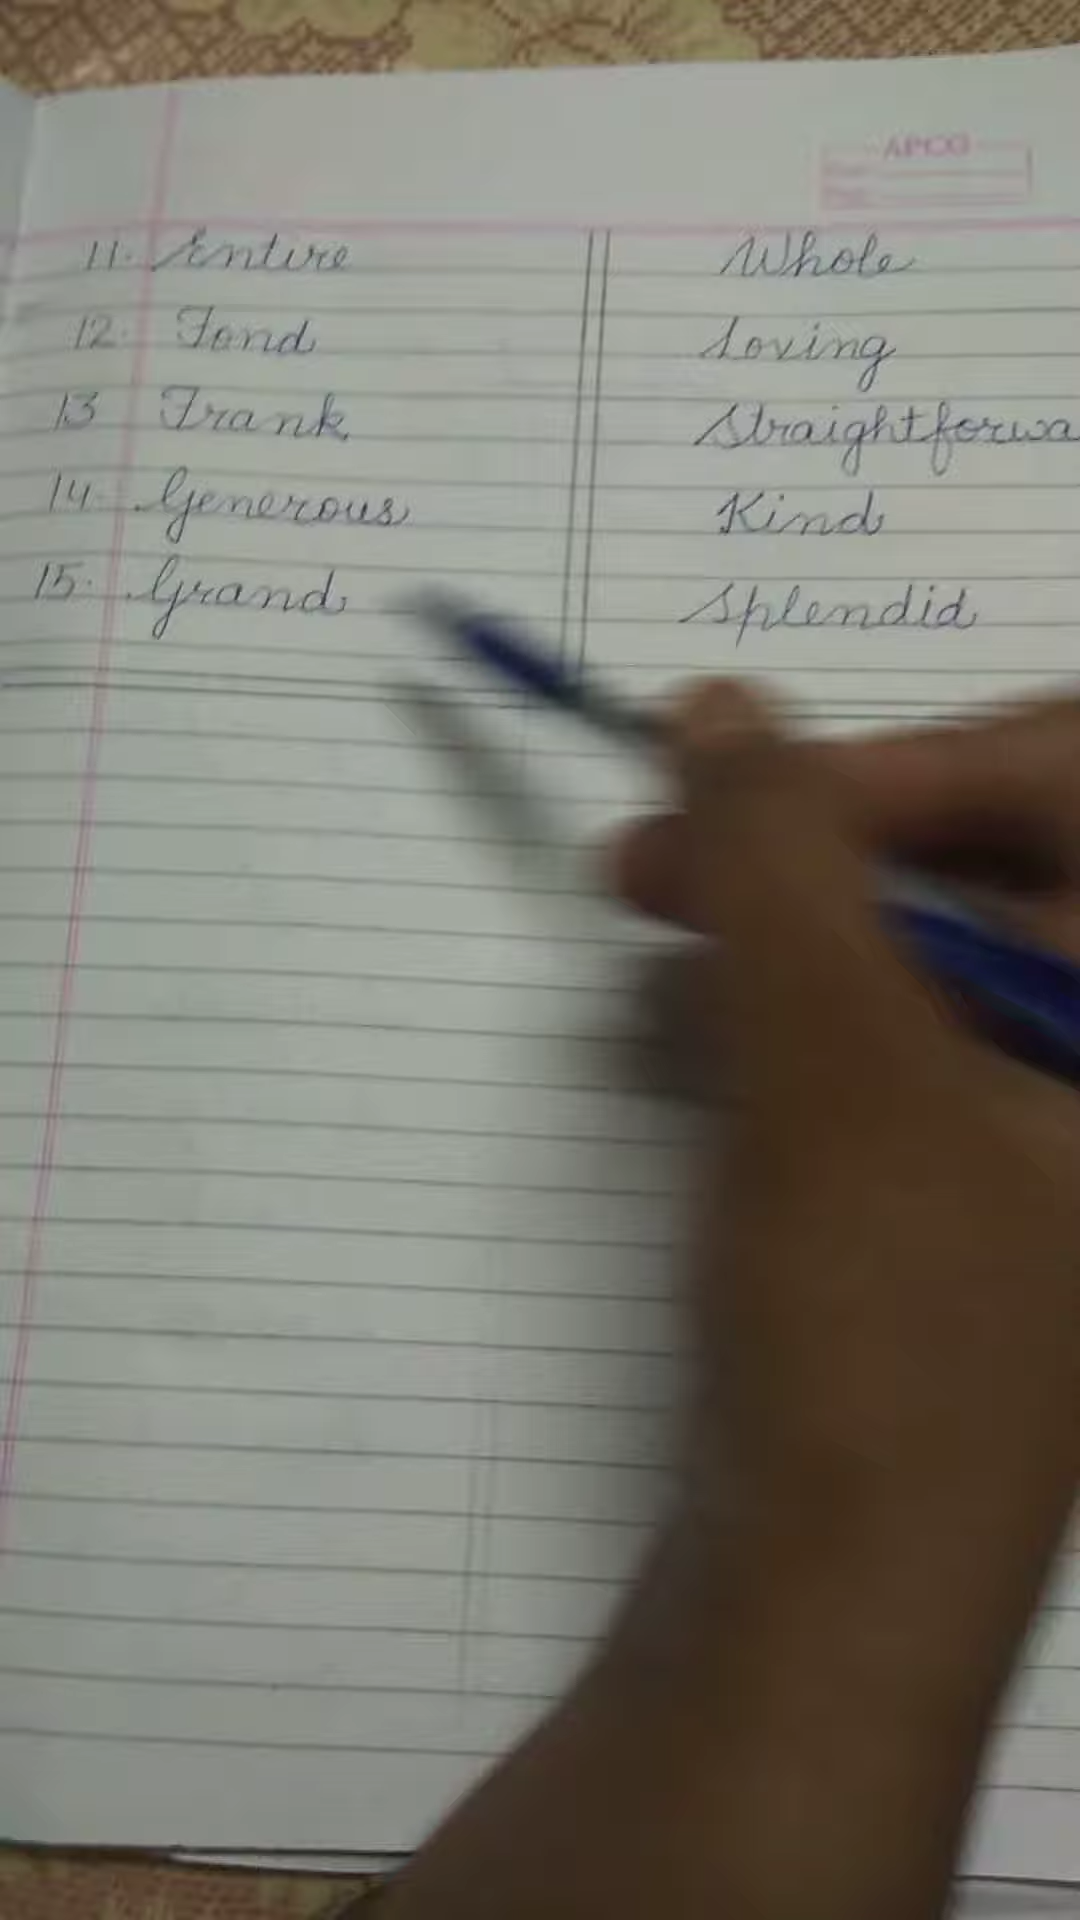 APCO
11. Entire Whole
12. Fond Loving
13 Frank Straightforwa
14. Generous Kind
15. Grand Splendid